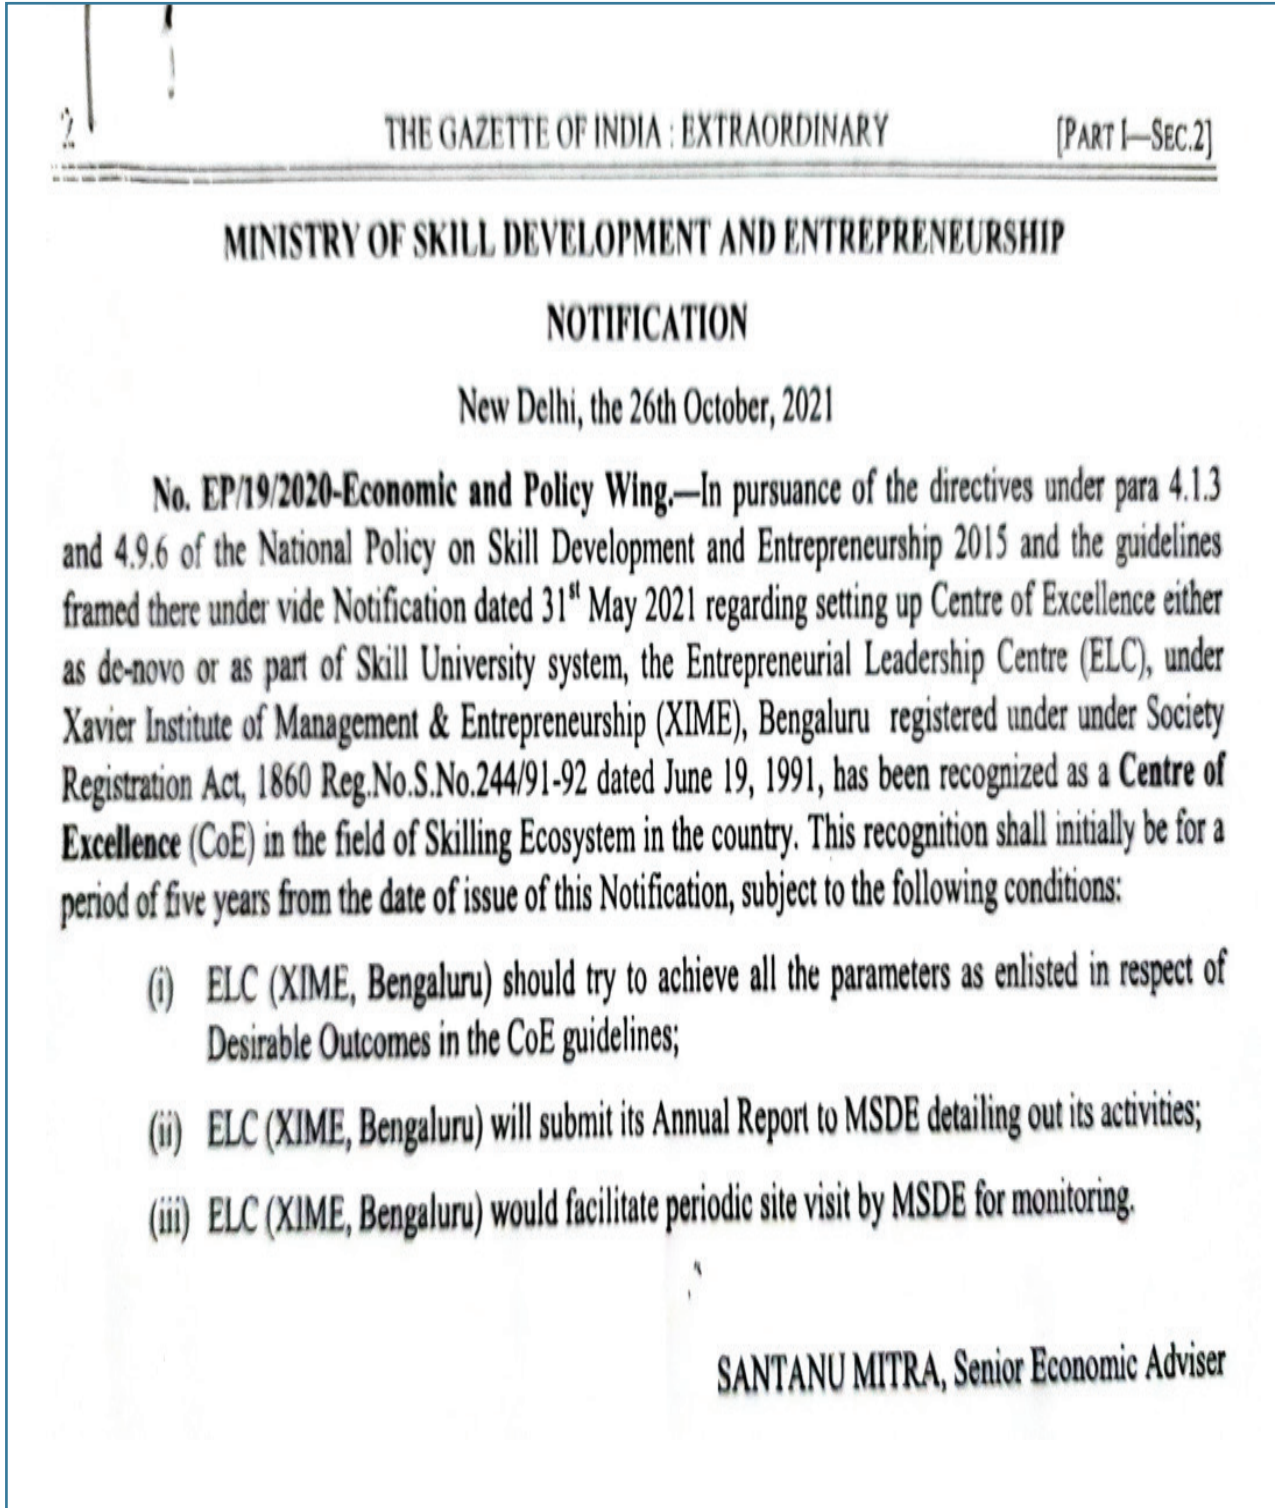 2
THE GAZETTE OF INDIA : EXTRAORDINARY
[PART I—SEC.2]
MINISTRY OF SKILL DEVELOPMENT AND ENTREPRENEURSHIP
NOTIFICATION
New Delhi, the 26th October, 2021
No. EP/19/2020-Economic and Policy Wing.—In pursuance of the directives under para 4.1.3
and 4.9.6 of the National Policy on Skill Development and Entrepreneurship 2015 and the guidelines
framed there under vide Notification dated 31st May 2021 regarding setting up Centre of Excellence either
as de-novo or as part of Skill University system, the Entrepreneurial Leadership Centre (ELC), under
Xavier Institute of Management & Entrepreneurship (XIME), Bengaluru registered under under Society
Registration Act, 1860 Reg.No.S.No.244/91-92 dated June 19, 1991, has been recognized as a Centre of
Excellence (CoE) in the field of Skilling Ecosystem in the country. This recognition shall initially be for a
period of five years from the date of issue of this Notification, subject to the following conditions:
(i) ELC (XIME, Bengaluru) should try to achieve all the parameters as enlisted in respect of
Desirable Outcomes in the CoE guidelines;
(ii) ELC (XIME, Bengaluru) will submit its Annual Report to MSDE detailing out its activities;
(iii) ELC (XIME, Bengaluru) would facilitate periodic site visit by MSDE for monitoring.
SANTANU MITRA, Senior Economic Adviser